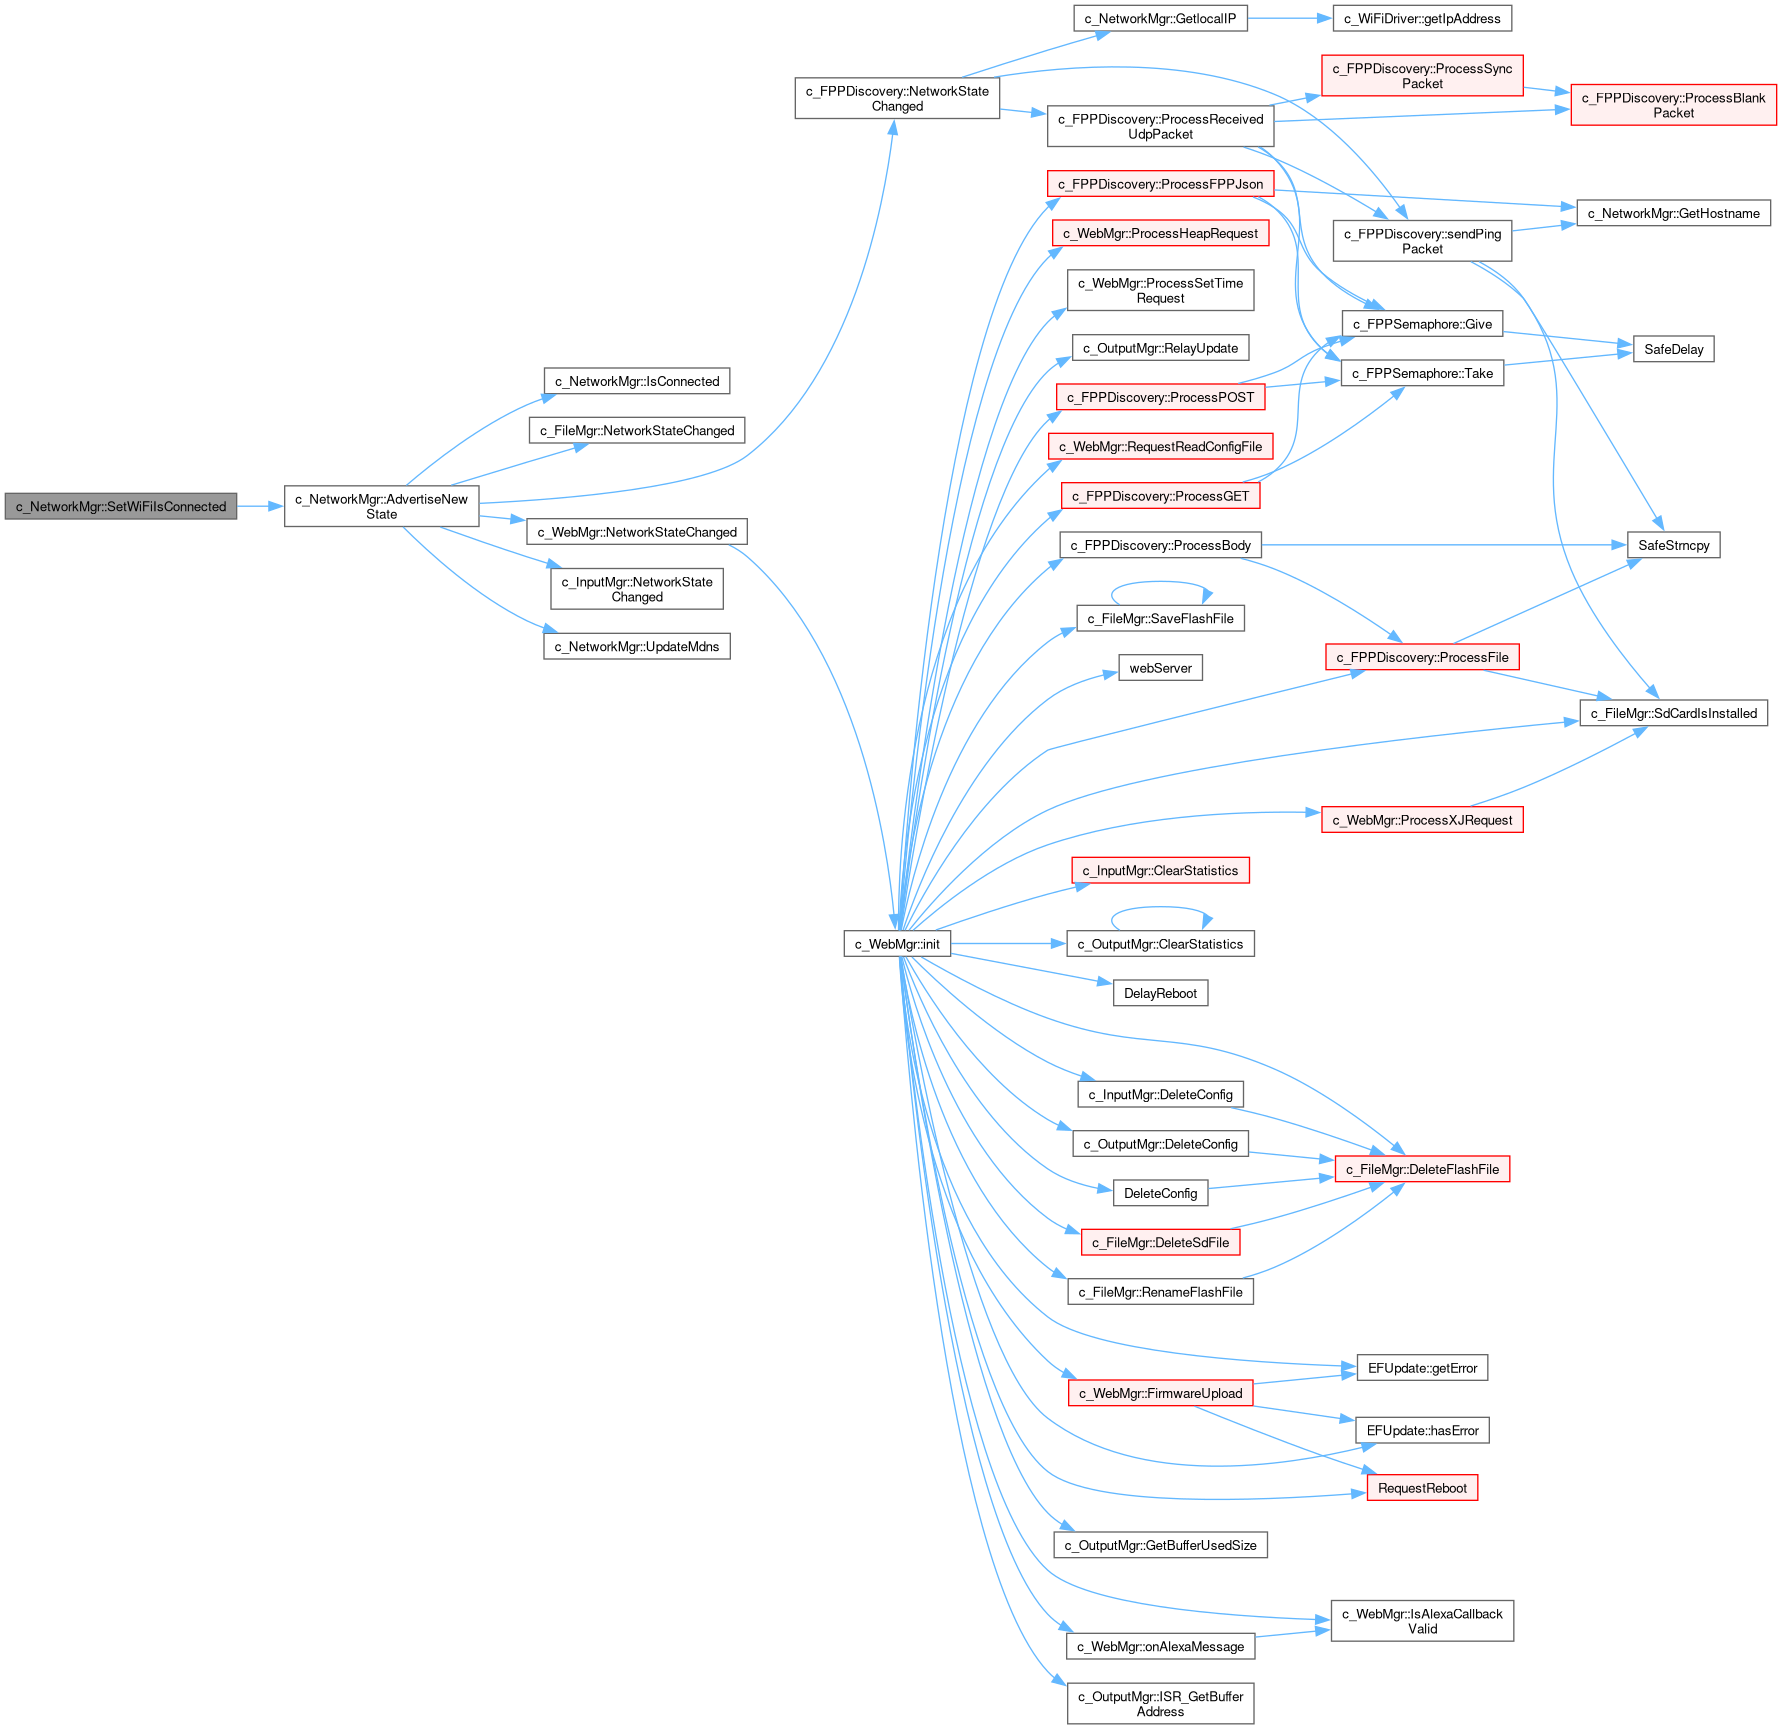 c_NetworkMgr::GetlocalIP
c_WiFiDriver::getIpAddress
c_FPPDiscovery::NetworkState
Changed
c_FPPDiscovery::ProcessSync
Packet
c_FPPDiscovery::ProcessBlank
Packet
c_FPPDiscovery::ProcessReceived
UdpPacket
c_FPPDiscovery::ProcessFPPJson
c_NetworkMgr::GetHostname
c_WebMgr::ProcessHeapRequest
c_FPPDiscovery::sendPing
Packet
c_WebMgr::ProcessSetTime
Request
c_FPPSemaphore::Give
c_OutputMgr::RelayUpdate
SafeDelay
c_FPPSemaphore::Take
c_NetworkMgr::IsConnected
c_FPPDiscovery::ProcessPOST
c_FileMgr::NetworkStateChanged
c_WebMgr::RequestReadConfigFile
c_FPPDiscovery::ProcessGET
c_NetworkMgr::SetWiFiIsConnected
c_NetworkMgr::AdvertiseNew
State
c_WebMgr::NetworkStateChanged
c_FPPDiscovery::ProcessBody
SafeStrncpy
c_InputMgr::NetworkState
Changed
c_FileMgr::SaveFlashFile
c_NetworkMgr::UpdateMdns
webServer
c_FPPDiscovery::ProcessFile
c_FileMgr::SdCardIsInstalled
c_WebMgr::ProcessXJRequest
c_InputMgr::ClearStatistics
c_WebMgr::init
c_OutputMgr::ClearStatistics
DelayReboot
c_InputMgr::DeleteConfig
c_OutputMgr::DeleteConfig
c_FileMgr::DeleteFlashFile
DeleteConfig
c_FileMgr::DeleteSdFile
c_FileMgr::RenameFlashFile
EFUpdate::getError
c_WebMgr::FirmwareUpload
EFUpdate::hasError
RequestReboot
c_OutputMgr::GetBufferUsedSize
c_WebMgr::IsAlexaCallback
Valid
c_WebMgr::onAlexaMessage
c_OutputMgr::ISR_GetBuffer
Address